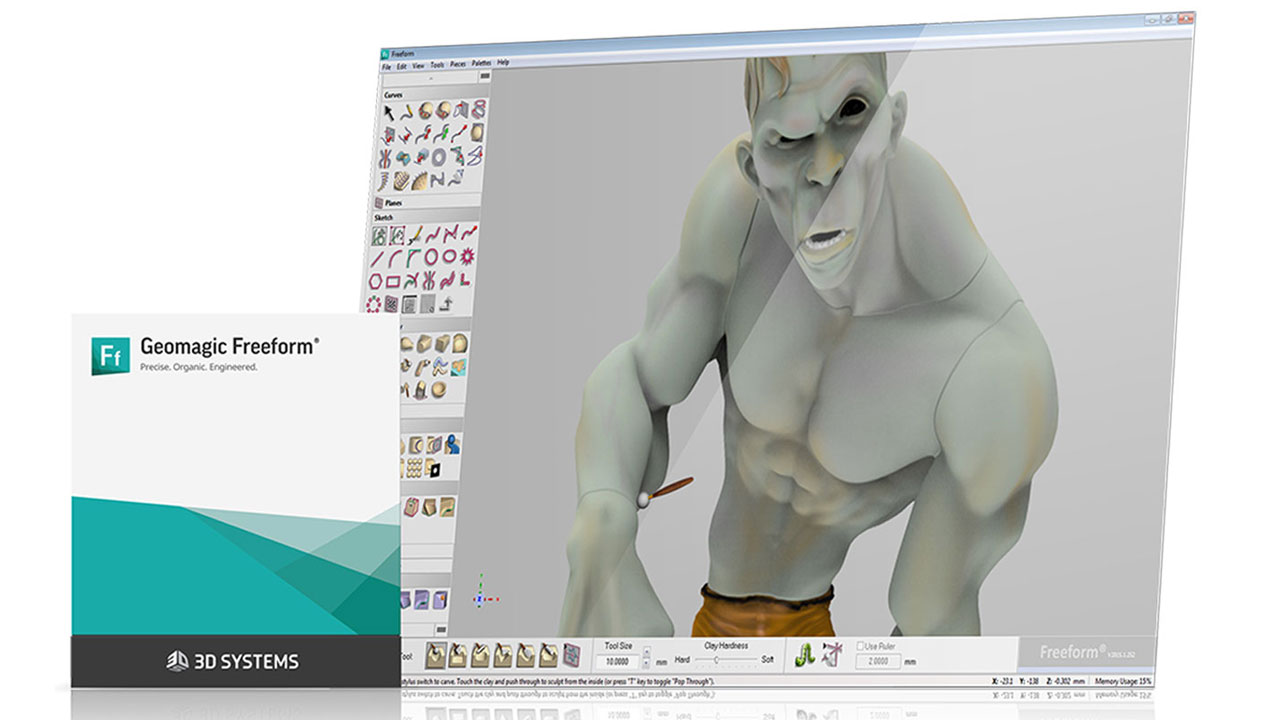 Freeform
File Edit View Tools Pieces Palettes Help
Curves
Planes
Sketch
Ff
Geomagic Freeform®
Precise. Organic. Engineered.
3D SYSTEMS
Tool:
Tool Size
10.0000 mm
Clay Hardness
Hard Soft
Use Ruler
2.0000 mm
Freeform®
stylus switch to carve. Touch the clay and push through to sculpt from the inside (or press "T" key to toggle "Pop Through").
X: -23.1 Y: -138 Z: -0.302 mm Memory Usage: 15%